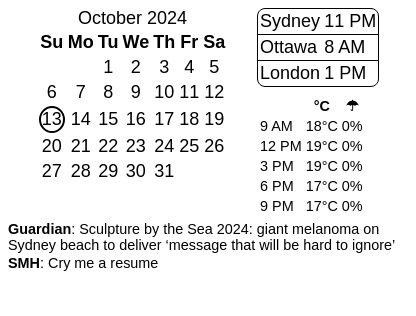 October 2024
Su Mo Tu We Th Fr Sa
1 2 3 4 5
6 7 8 9 10 11 12
13 14 15 16 17 18 19
20 21 22 23 24 25 26
27 28 29 30 31
Sydney 11 PM
Ottawa 8 AM
London 1 PM
°C ☂
9 AM 18°C 0%
12 PM 19°C 0%
3 PM 19°C 0%
6 PM 17°C 0%
9 PM 17°C 0%
Guardian: Sculpture by the Sea 2024: giant melanoma on
Sydney beach to deliver ‘message that will be hard to ignore’
SMH: Cry me a resume